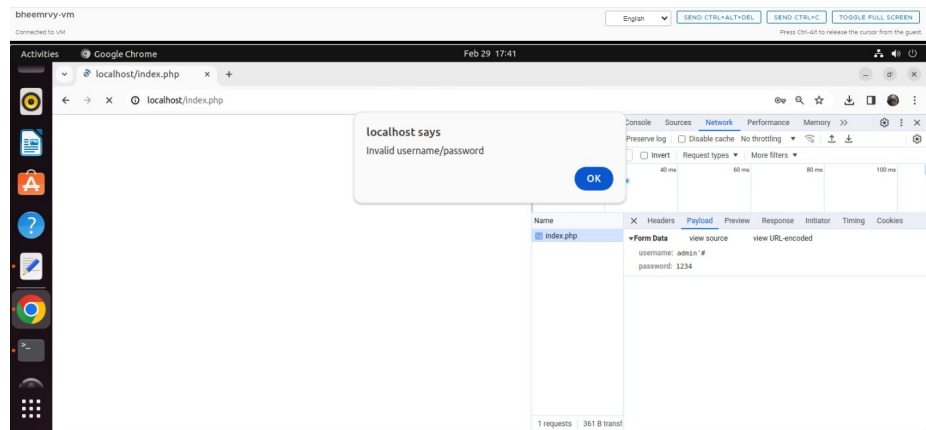 bheemrvy-vm
Connected to VM
English
SEND CTRL+ALT+DEL
SEND CTRL+C
TOGGLE FULL SCREEN
Press Ctrl-Alt to release the cursor from the guest.
Activities
Google Chrome
Feb 29 17:41
localhost/index.php × +
localhost/index.php
localhost says
Invalid username/password
OK
Console Sources Network Performance Memory >>
Preserve log Disable cache No throttling
Invert Request types More filters
40 ms 60 ms 80 ms 100 ms
Name
index.php
Headers Payload Preview Response Initiator Timing Cookies
Form Data view source view URL-encoded
username: admin'#
password: 1234
1 requests 361 B transf